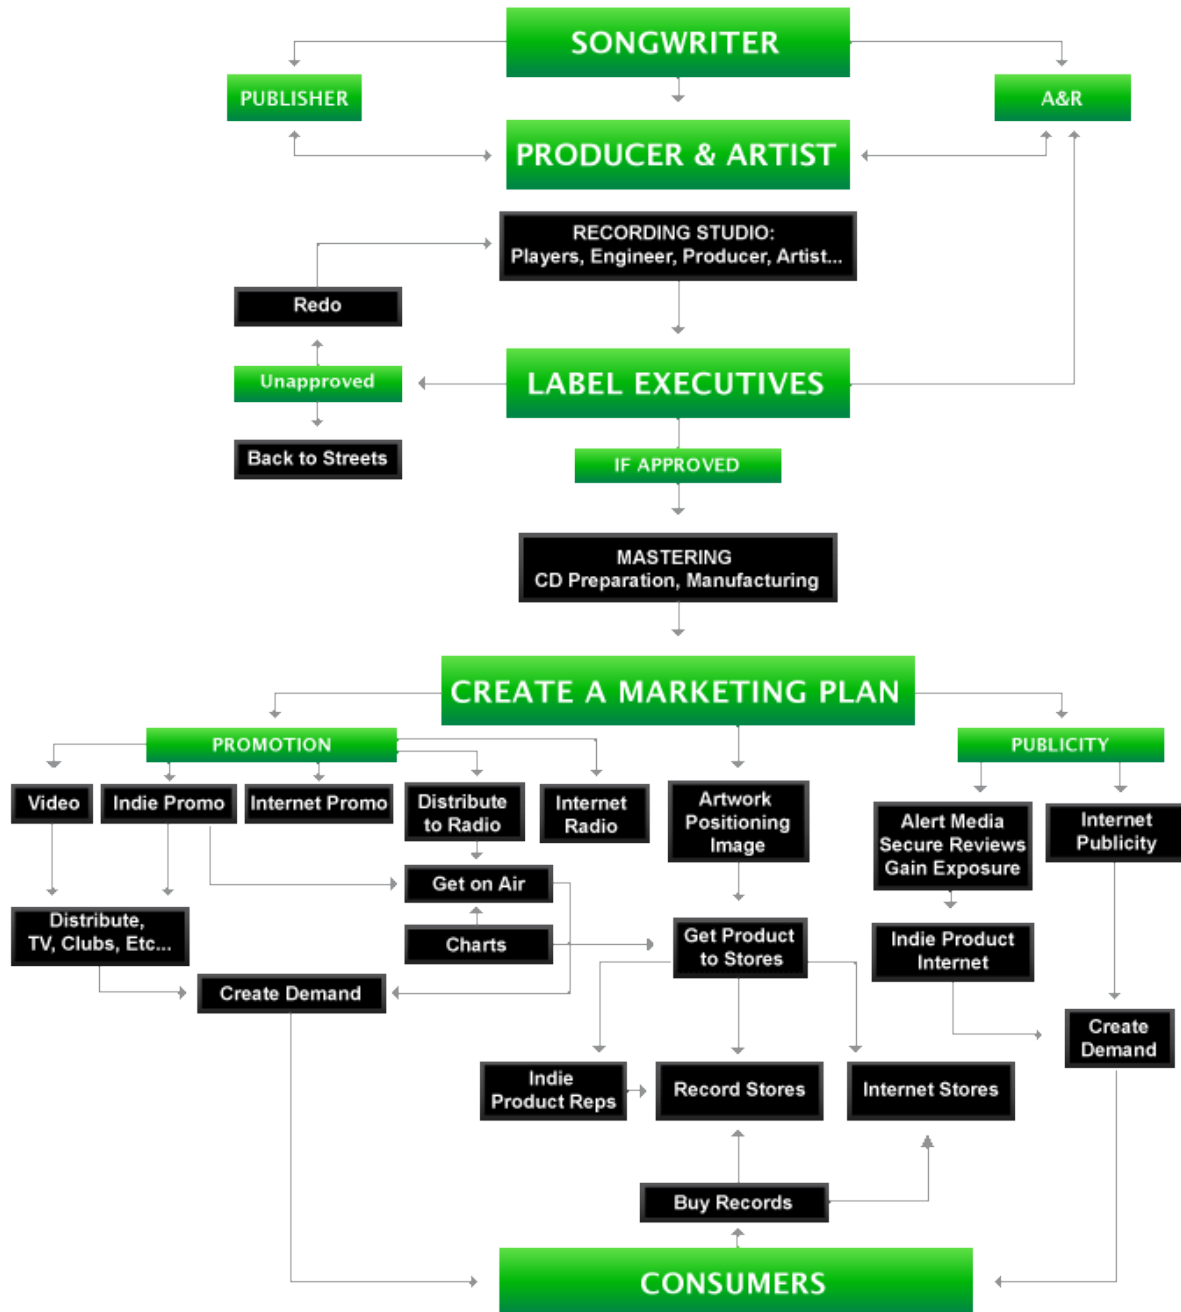 SONGWRITER
PUBLISHER
A&R
PRODUCER & ARTIST
RECORDING STUDIO:
Players, Engineer, Producer, Artist...
Redo
Unapproved
LABEL EXECUTIVES
Back to Streets
IF APPROVED
MASTERING
CD Preparation, Manufacturing
CREATE A MARKETING PLAN
PROMOTION
PUBLICITY
Video
Indie Promo
Internet Promo
Distribute
to Radio
Internet
Radio
Artwork
Positioning
Image
Alert Media
Secure Reviews
Gain Exposure
Internet
Publicity
Get on Air
Distribute,
TV, Clubs, Etc...
Charts
Get Product
to Stores
Indie Product
Internet
Create Demand
Create
Demand
Indie
Product Reps
Record Stores
Internet Stores
Buy Records
CONSUMERS